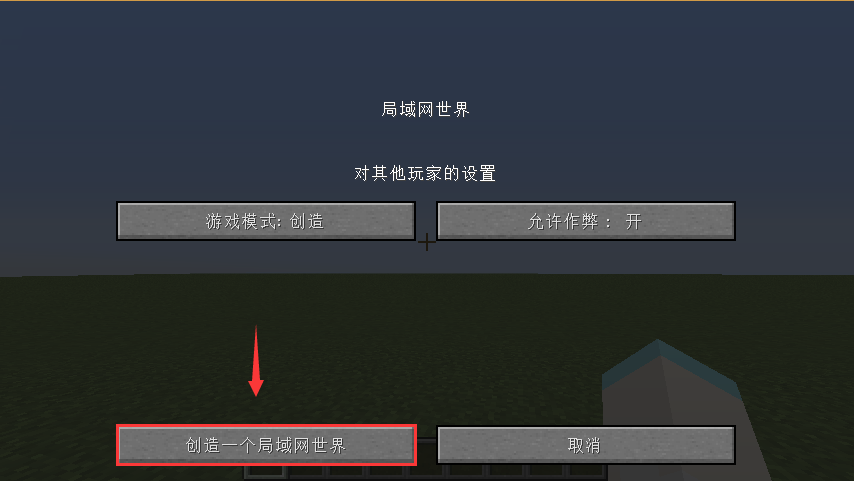 局域网世界
对其他玩家的设置
游戏模式: 创造
允许作弊： 开
创造一个局域网世界
取消